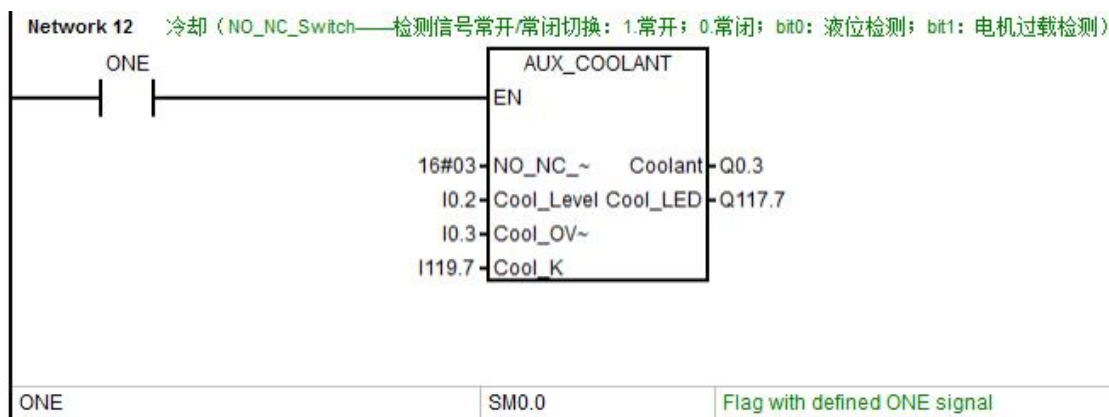 Network 12 冷却（NO_NC_Switch——检测信号常开/常闭切换：1.常开；0.常闭；bit0：液位检测；bit1：电机过载检测）
ONE AUX_COOLANT
EN
16#03 NO_NC_~ Coolant Q0.3
I0.2 Cool_Level Cool_LED Q117.7
I0.3 Cool_OV~
I119.7 Cool_K
ONE SM0.0 Flag with defined ONE signal